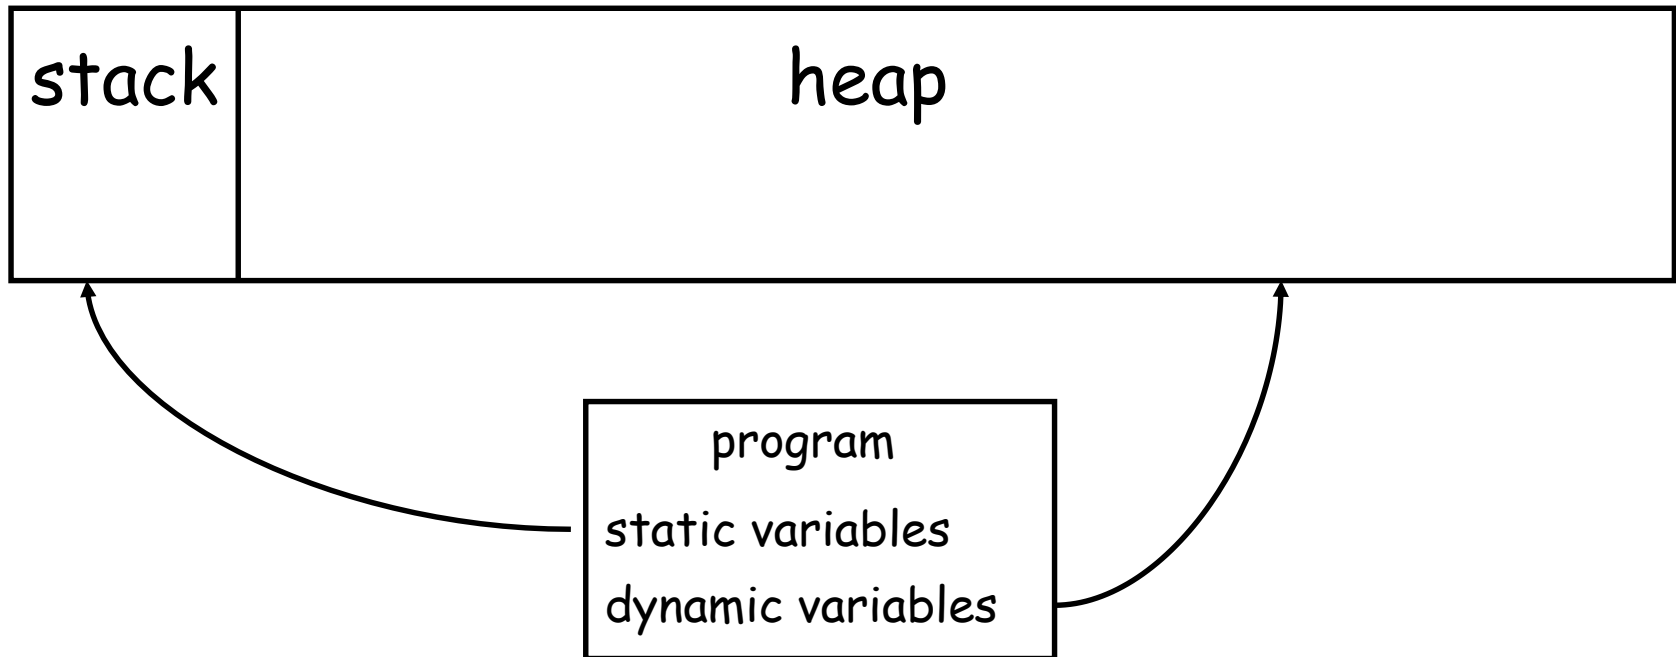 stack
heap
program
static variables
dynamic variables